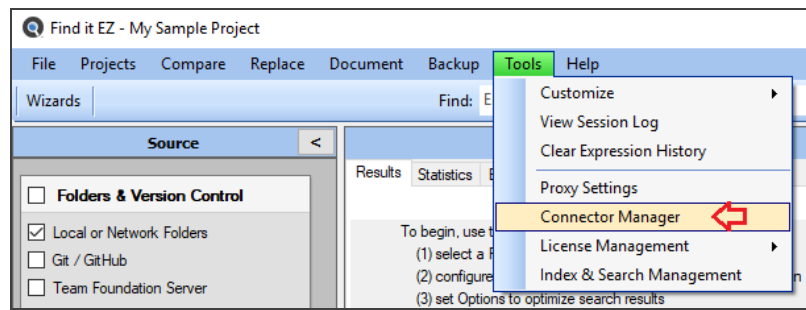 Find it EZ - My Sample Project
File Projects Compare Replace Document Backup Tools Help
Wizards
Find:
Customize
View Session Log
Clear Expression History
Proxy Settings
Connector Manager
License Management
Index & Search Management
Source <
Folders & Version Control
Local or Network Folders
Git / GitHub
Team Foundation Server
Results Statistics
To begin, use
(1) select a
(2) configure
(3) set Options to optimize search results